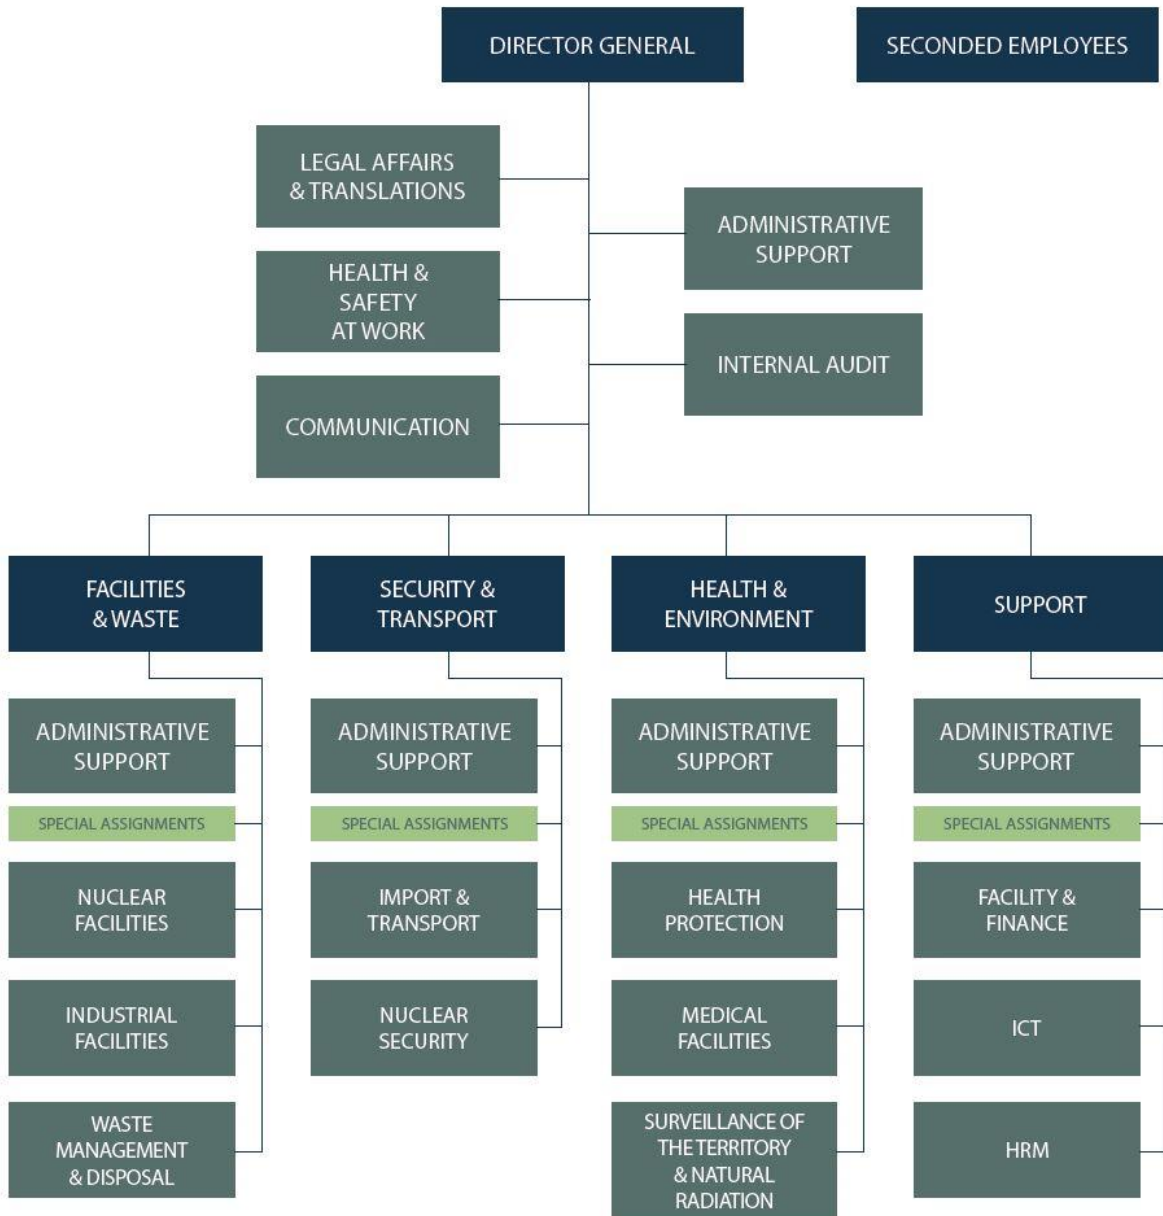 DIRECTOR GENERAL
SECONDED EMPLOYEES
LEGAL AFFAIRS
& TRANSLATIONS
ADMINISTRATIVE
SUPPORT
HEALTH &
SAFETY
AT WORK
INTERNAL AUDIT
COMMUNICATION
FACILITIES
& WASTE
SECURITY &
TRANSPORT
HEALTH &
ENVIRONMENT
SUPPORT
ADMINISTRATIVE
SUPPORT
ADMINISTRATIVE
SUPPORT
ADMINISTRATIVE
SUPPORT
ADMINISTRATIVE
SUPPORT
SPECIAL ASSIGNMENTS
SPECIAL ASSIGNMENTS
SPECIAL ASSIGNMENTS
SPECIAL ASSIGNMENTS
NUCLEAR
FACILITIES
IMPORT &
TRANSPORT
HEALTH
PROTECTION
FACILITY &
FINANCE
INDUSTRIAL
FACILITIES
NUCLEAR
SECURITY
MEDICAL
FACILITIES
ICT
WASTE
MANAGEMENT
& DISPOSAL
SURVEILLANCE OF
THE TERRITORY
& NATURAL
RADIATION
HRM